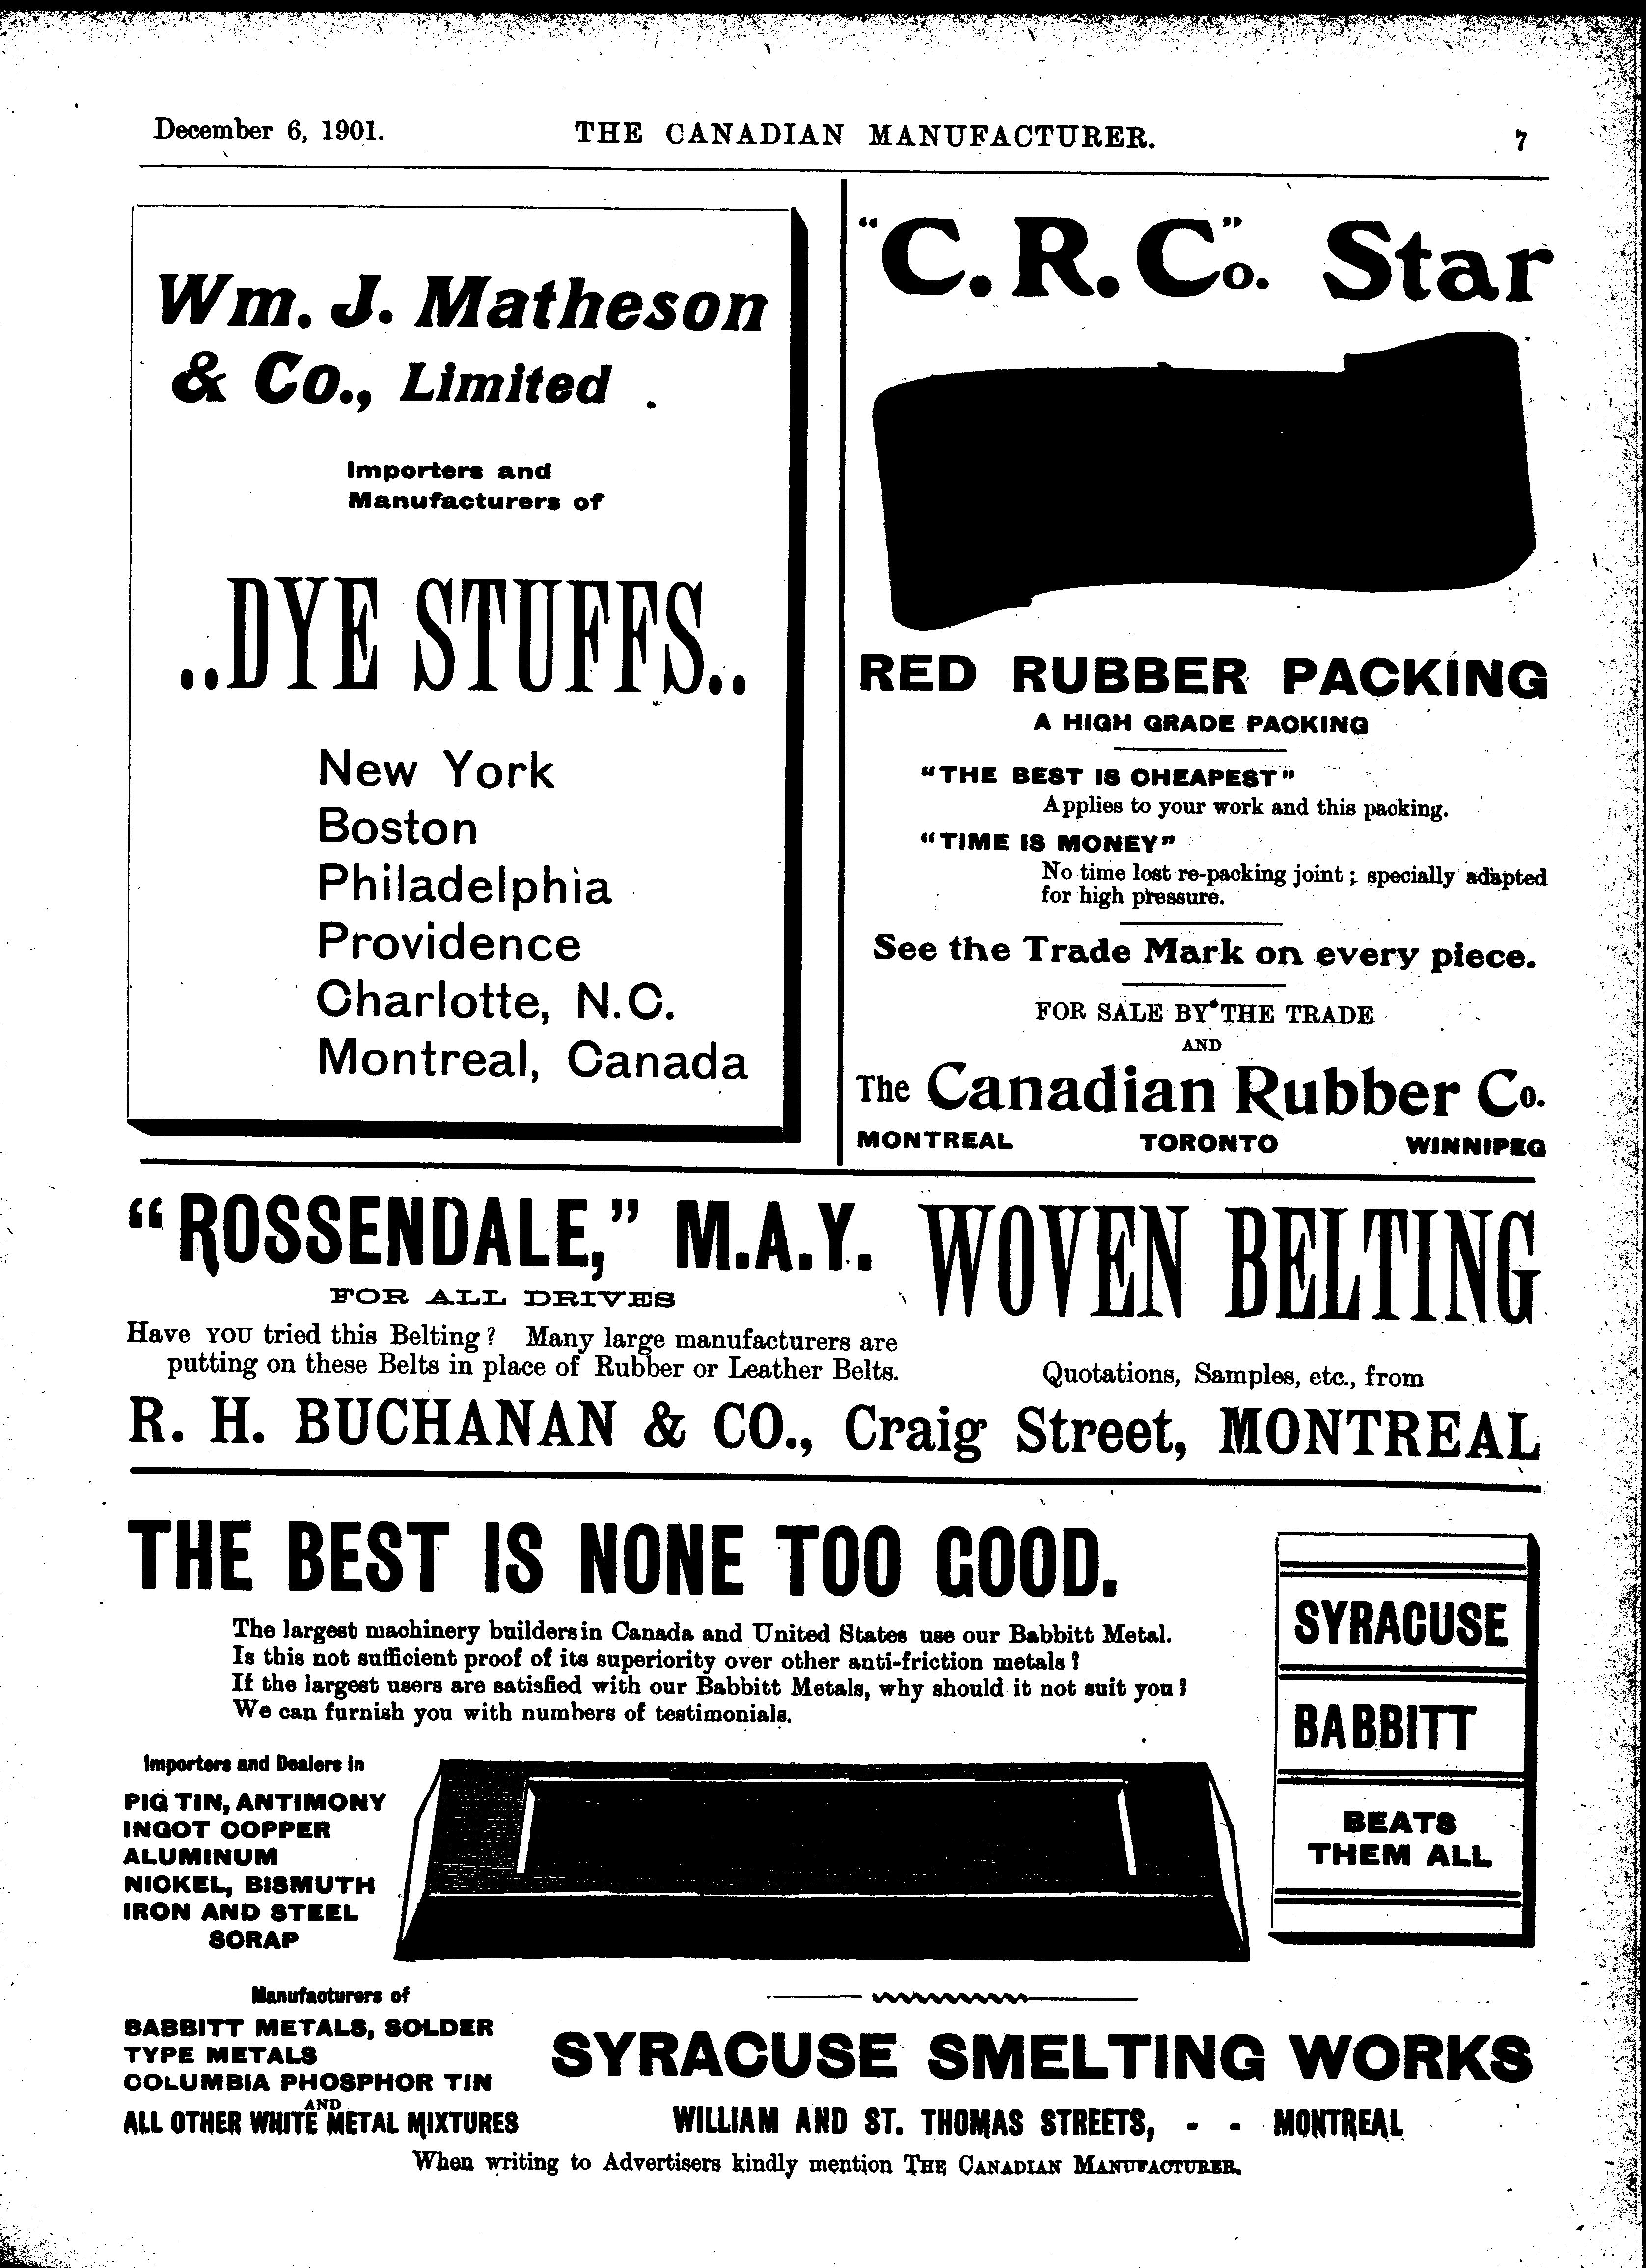 December 6, 1901.
THE CANADIAN MANUFACTURER.
7
Wm. J. Matheson
& Co., Limited
Importers and
Manufacturers of
..DYE STUFFS..
New York
Boston
Philadelphia
Providence
Charlotte, N.C.
Montreal, Canada
"C. R. Co." Star
RED RUBBER PACKING
A HIGH GRADE PACKING
"THE BEST IS CHEAPEST"
Applies to your work and this packing.
"TIME IS MONEY"
No time lost re-packing joint; specially adapted
for high pressure.
See the Trade Mark on every piece.
FOR SALE BY THE TRADE
AND
The Canadian Rubber Co.
MONTREAL TORONTO WINNIPEG
"ROSSENDALE," M.A.Y. WOVEN BELTING
FOR ALL DRIVES
Have YOU tried this Belting? Many large manufacturers are
putting on these Belts in place of Rubber or Leather Belts.
Quotations, Samples, etc., from
R. H. BUCHANAN & CO., Craig Street, MONTREAL
THE BEST IS NONE TOO GOOD.
The largest machinery builders in Canada and United States use our Babbitt Metal.
Is this not sufficient proof of its superiority over other anti-friction metals?
If the largest users are satisfied with our Babbitt Metals, why should it not suit you?
We can furnish you with numbers of testimonials.
SYRACUSE
BABBITT
BEATS
THEM ALL
Importers and Dealers in
PIG TIN, ANTIMONY
INGOT COPPER
ALUMINUM
NICKEL, BISMUTH
IRON AND STEEL
SCRAP
Manufacturers of
BABBITT METALS, SOLDER
TYPE METALS
COLUMBIA PHOSPHOR TIN
AND
ALL OTHER WHITE METAL MIXTURES
SYRACUSE SMELTING WORKS
WILLIAM AND ST. THOMAS STREETS, - - MONTREAL
When writing to Advertisers kindly mention THE CANADIAN MANUFACTURER.